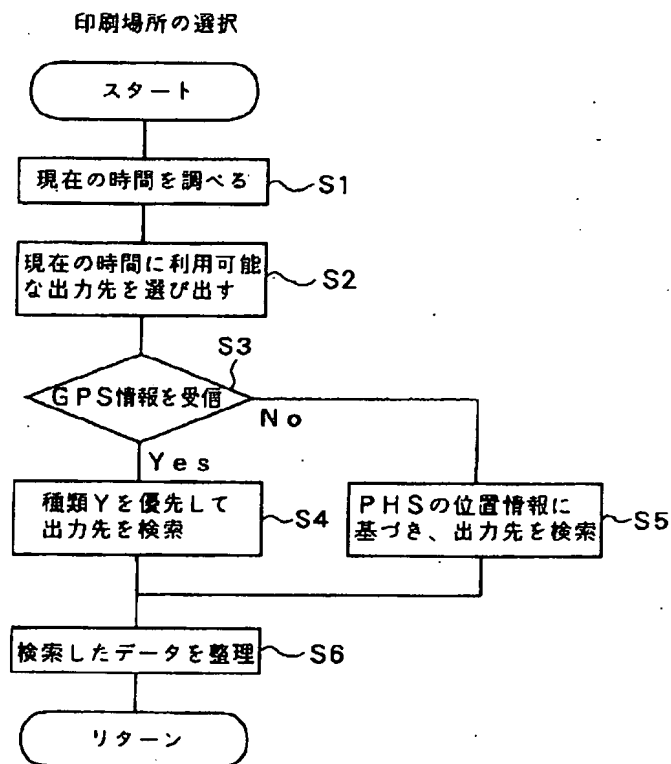 印刷場所の選択
スタート
現在の時間を調べる
S1
現在の時間に利用可能
な出力先を選び出す
S2
S3
GPS情報を受信
No
Yes
種類Yを優先して
出力先を検索
S4
PHSの位置情報に
基づき、出力先を検索
S5
検索したデータを整理
S6
リターン